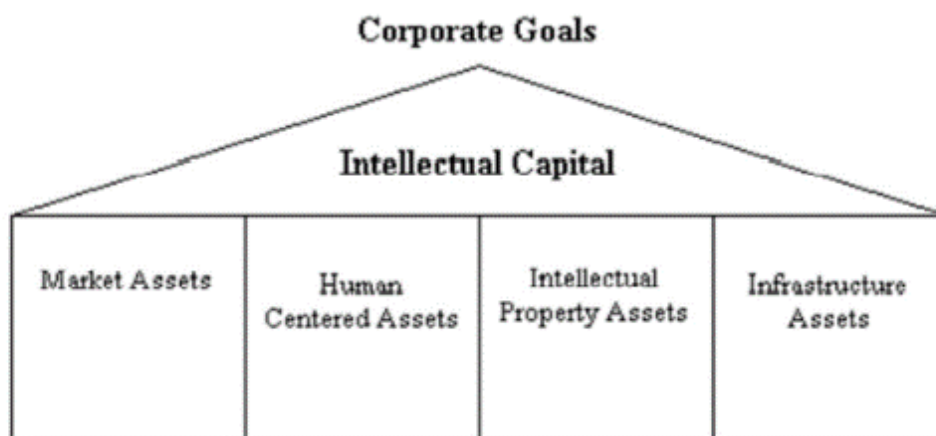 Corporate Goals
Intellectual Capital
Market Assets
Human
Centered Assets
Intellectual
Property Assets
Infrastructure
Assets